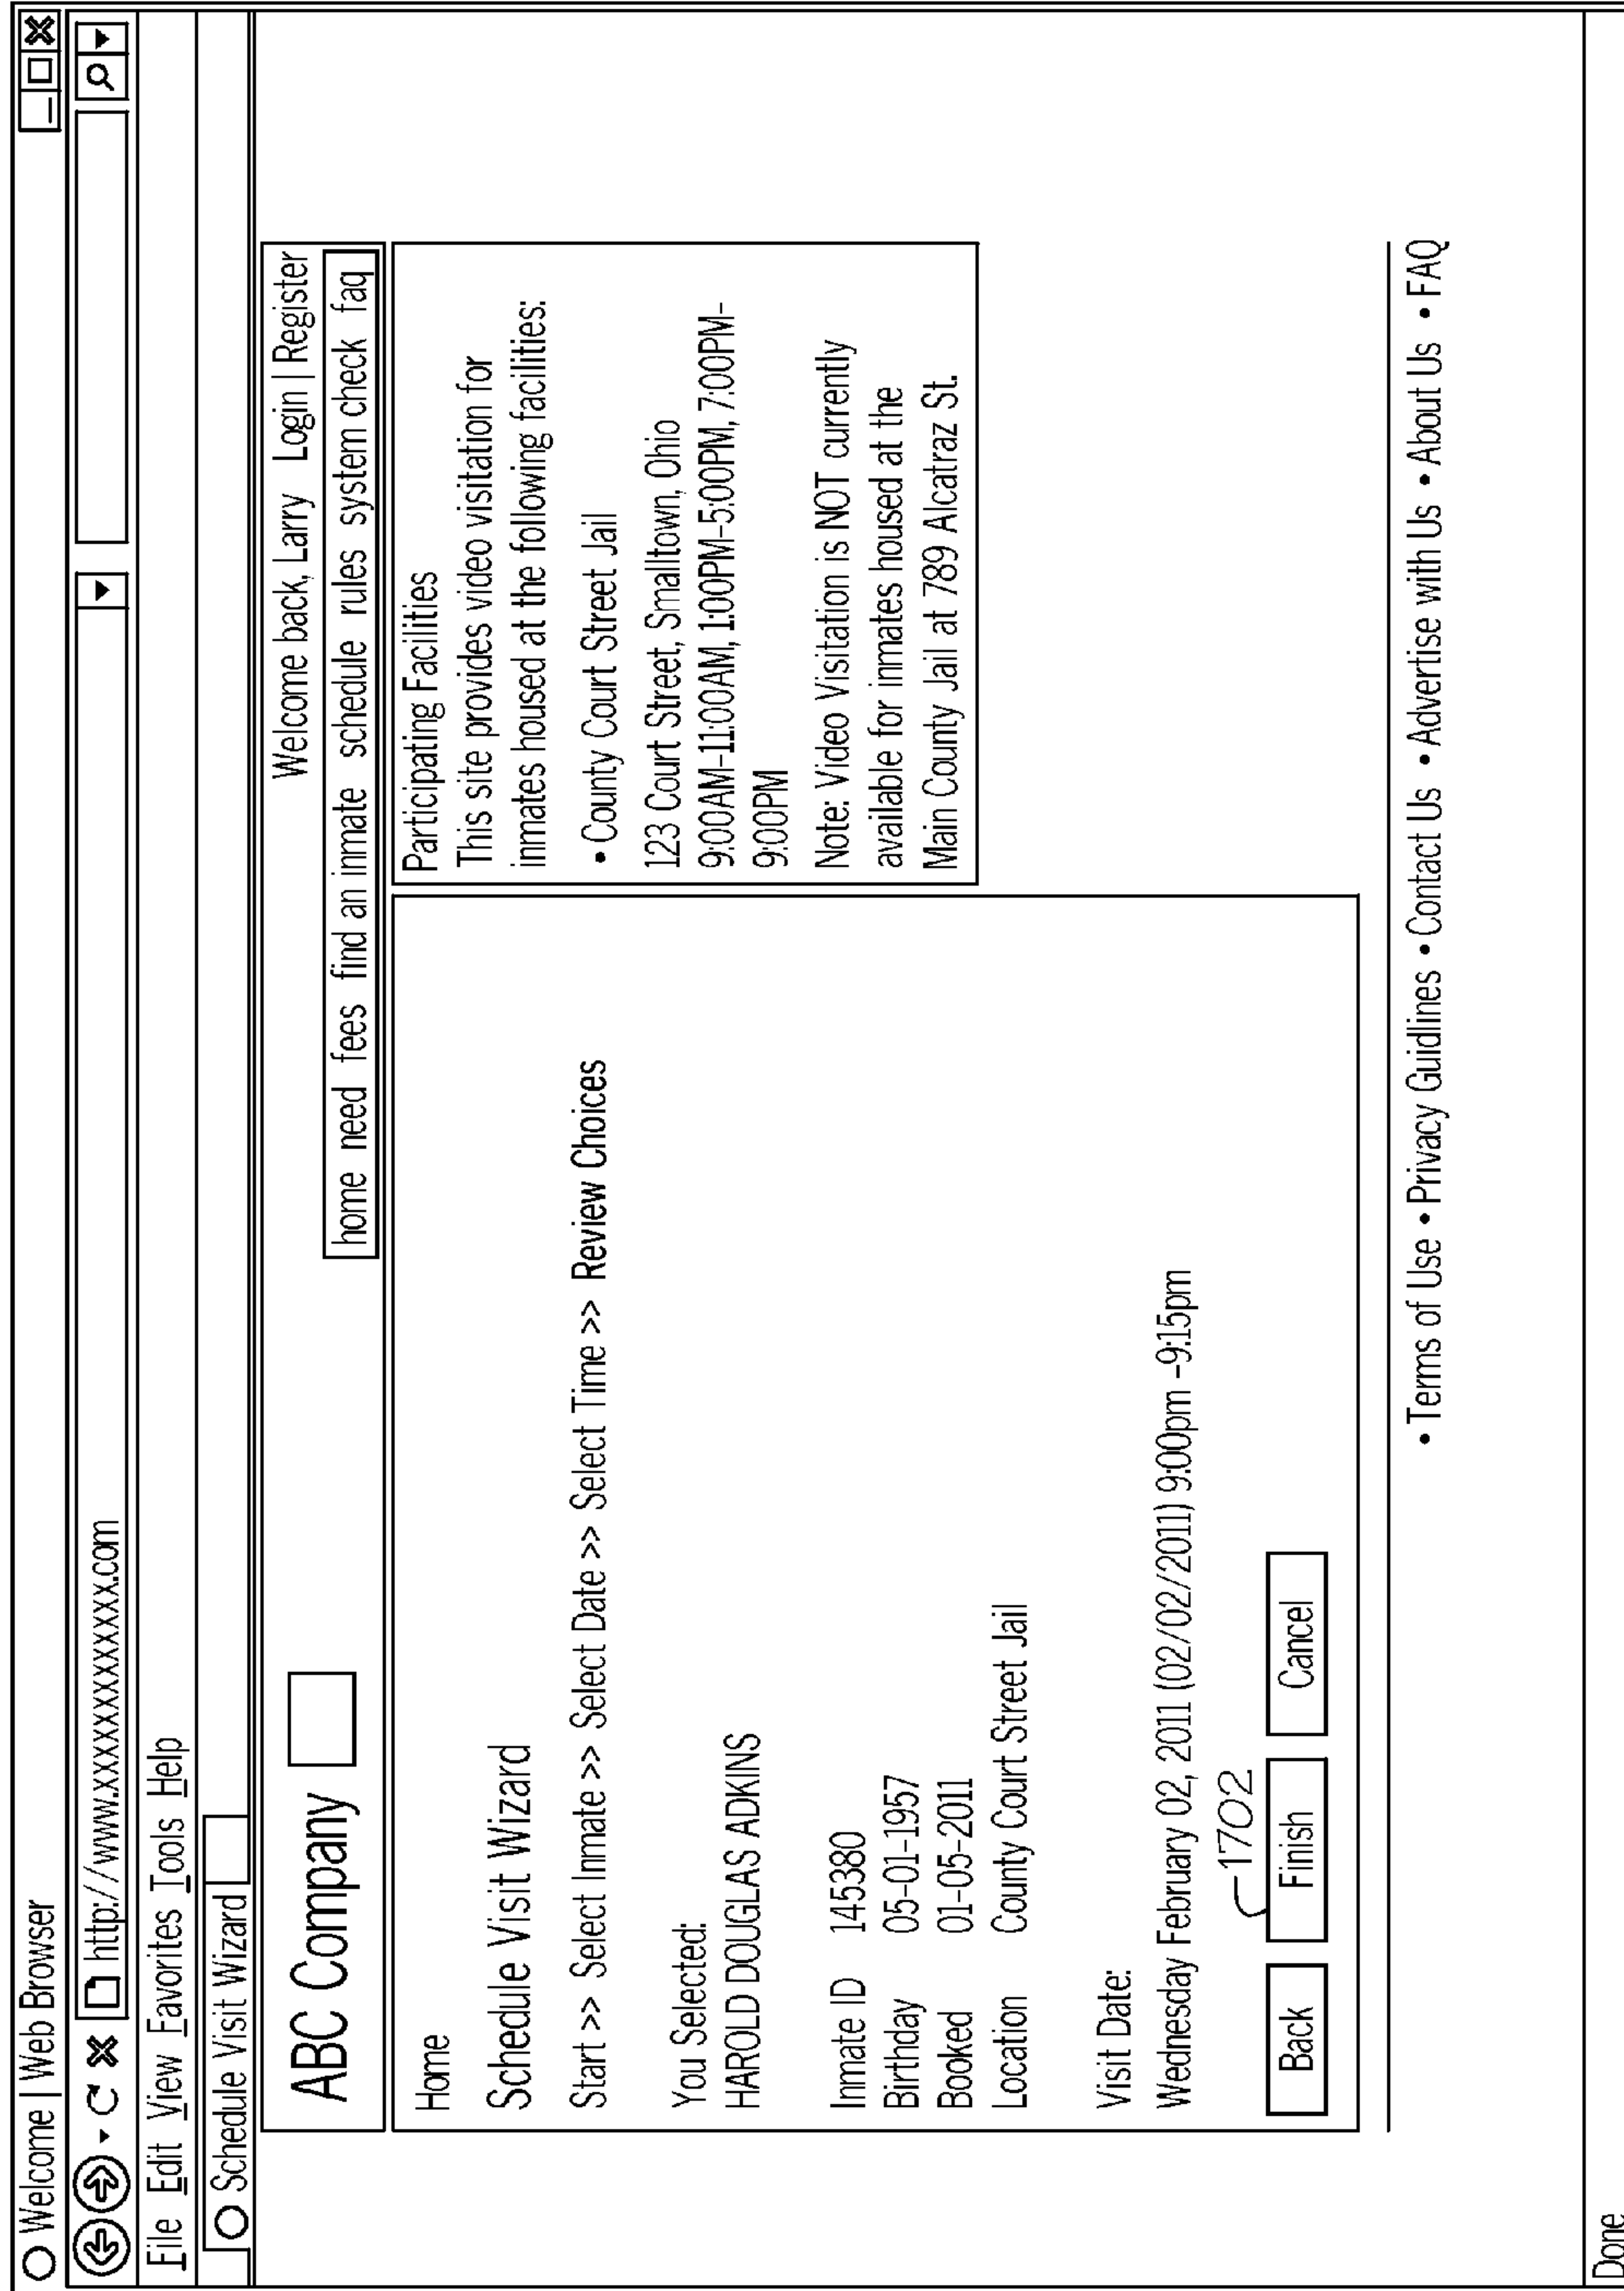 Welcome | Web Browser
http://www.xxxxxxxxxxxxx.com
File Edit View Favorites Tools Help
Schedule Visit Wizard
ABC Company
Welcome back, Larry Login | Register
home need fees find an inmate schedule rules system check faq
Home
Schedule Visit Wizard
Start >> Select Inmate >> Select Date >> Select Time >> Review Choices
You Selected:
HAROLD DOUGLAS ADKINS
Inmate ID 145380
Birthday 05-01-1957
Booked 01-05-2011
Location County Court Street Jail
Visit Date:
Wednesday February 02, 2011 (02/02/2011) 9:00pm -9:15pm
1702
Back Finish Cancel
Participating Facilities
This site provides video visitation for
inmates housed at the following facilities:
• County Court Street Jail
123 Court Street, Smalltown, Ohio
9:00AM-11:00AM, 1:00PM-5:00PM, 7:00PM-
9:00PM
Note: Video Visitation is NOT currently
available for inmates housed at the
Main County Jail at 789 Alcatraz St.
• Terms of Use • Privacy Guidlines • Contact Us • Advertise with Us • About Us • FAQ
Done